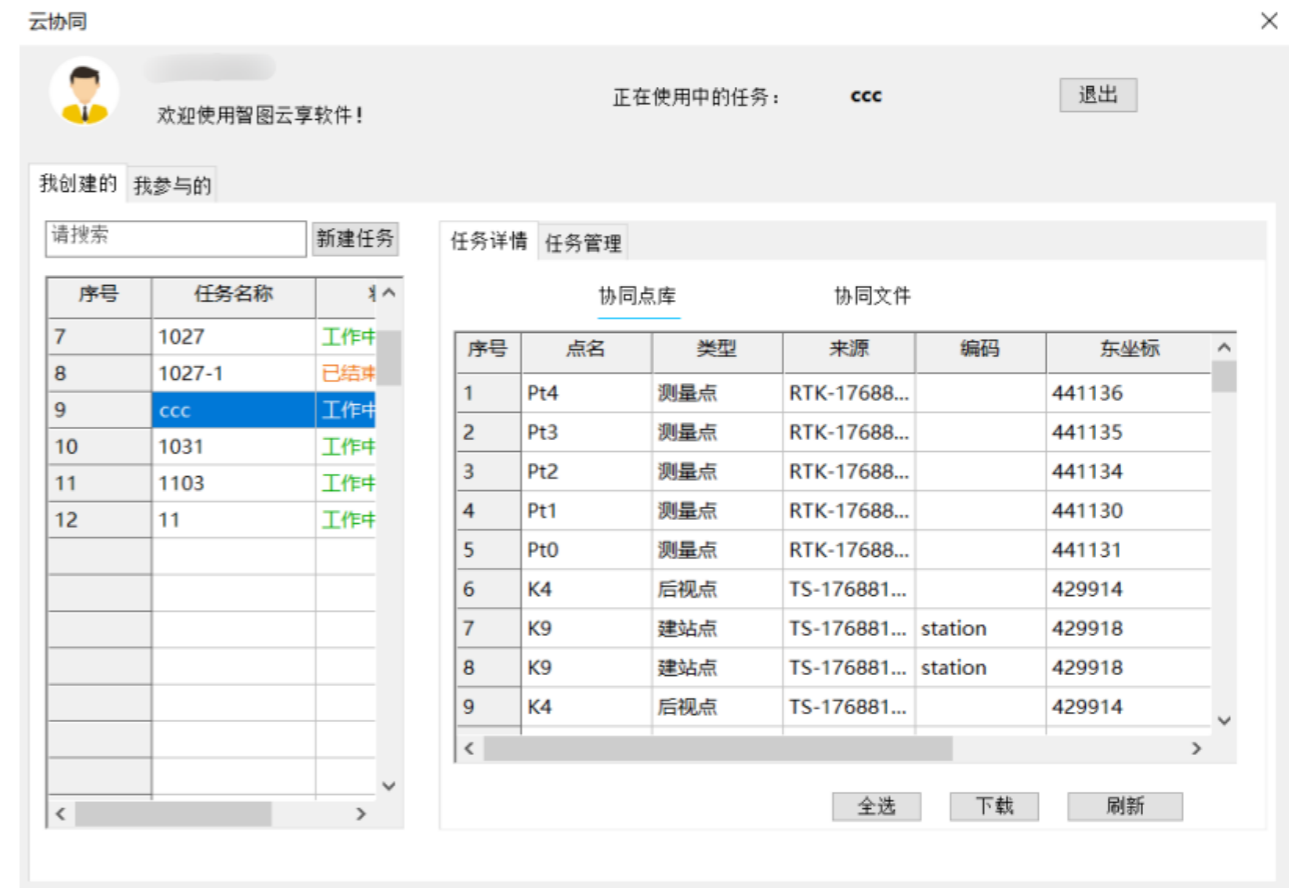 云协同
欢迎使用智图云享软件！
正在使用中的任务： ccc 退出
我创建的 我参与的
请搜索 新建任务
序号 任务名称
7 1027 工作中
8 1027-1 已结束
9 ccc 工作中
10 1031 工作中
11 1103 工作中
12 11 工作中
任务详情 任务管理
协同点库 协同文件
序号 点名 类型 来源 编码 东坐标
1 Pt4 测量点 RTK-17688... 441136
2 Pt3 测量点 RTK-17688... 441135
3 Pt2 测量点 RTK-17688... 441134
4 Pt1 测量点 RTK-17688... 441130
5 Pt0 测量点 RTK-17688... 441131
6 K4 后视点 TS-176881... 429914
7 K9 建站点 TS-176881... station 429918
8 K9 建站点 TS-176881... station 429918
9 K4 后视点 TS-176881... 429914
全选 下载 刷新